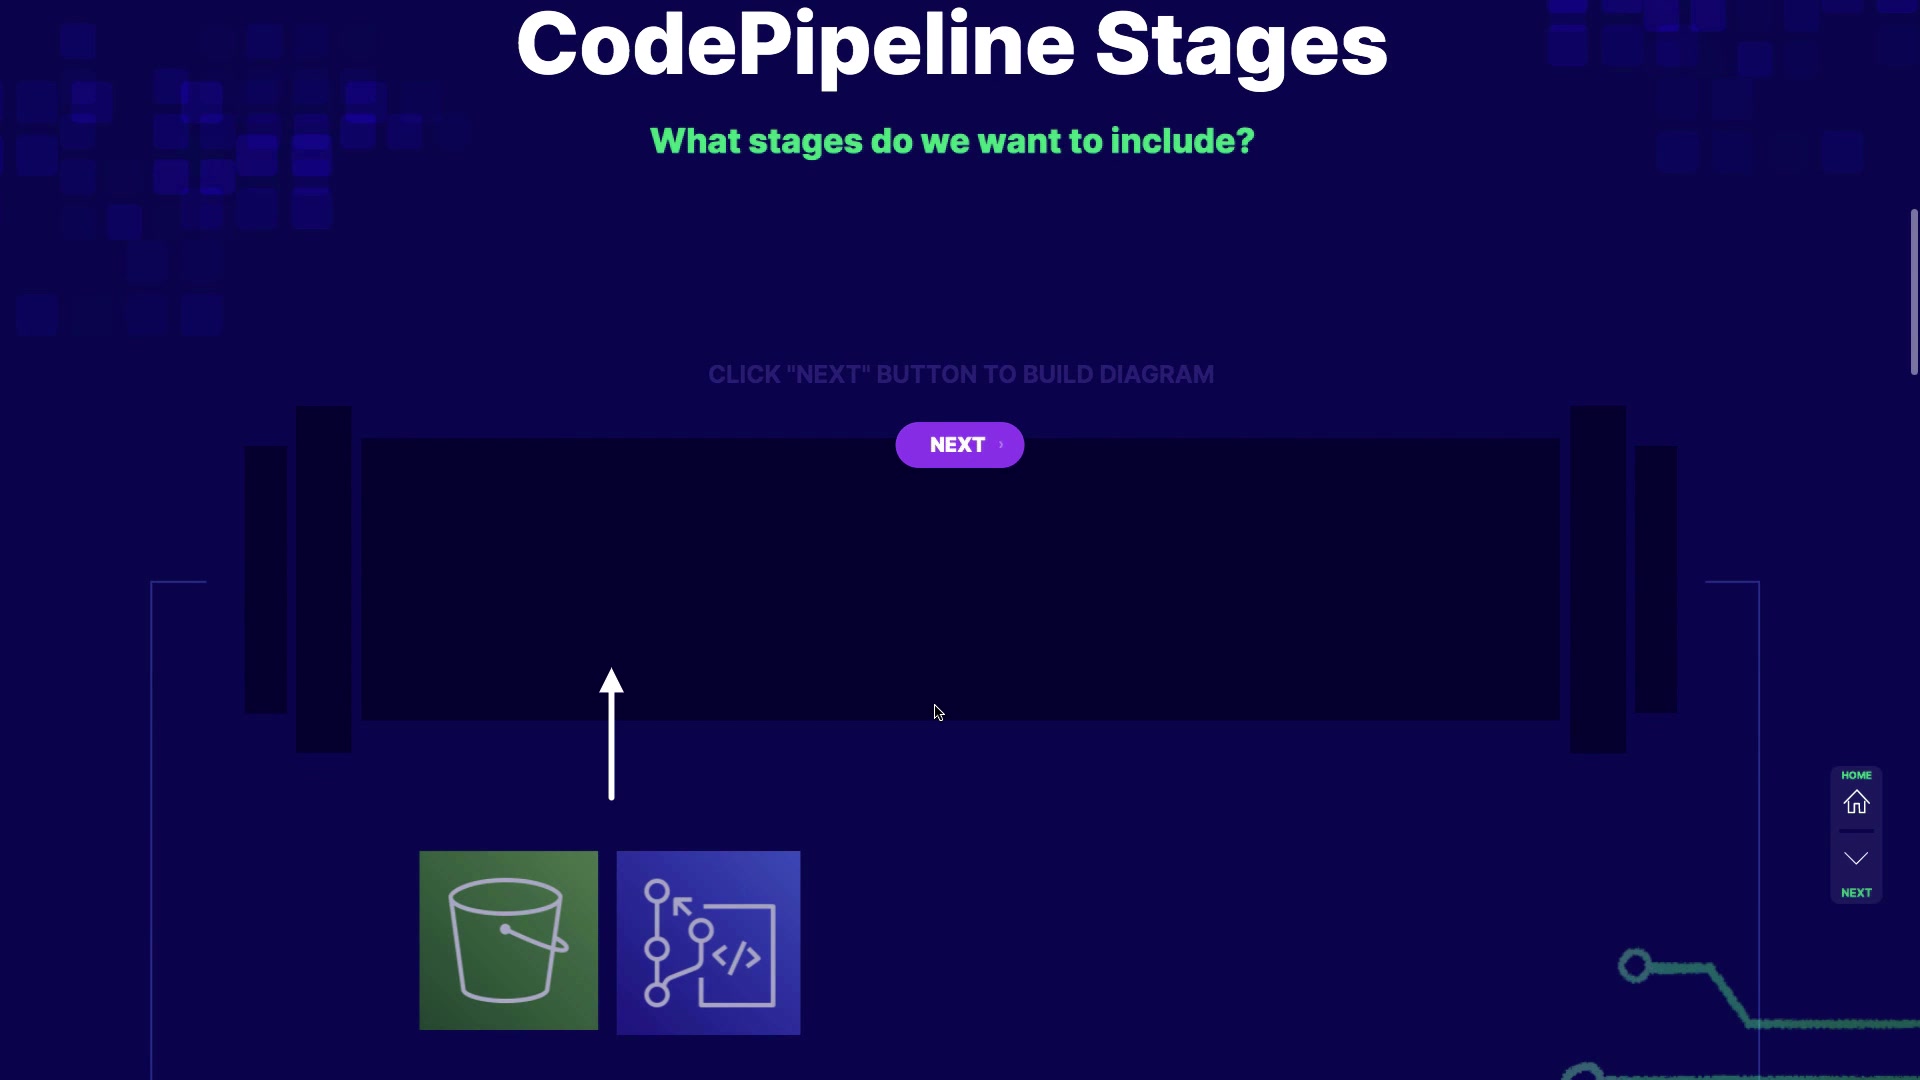 CodePipeline Stages
What stages do we want to include?
CLICK "NEXT" BUTTON TO BUILD DIAGRAM
NEXT ›
HOME
</>
NEXT